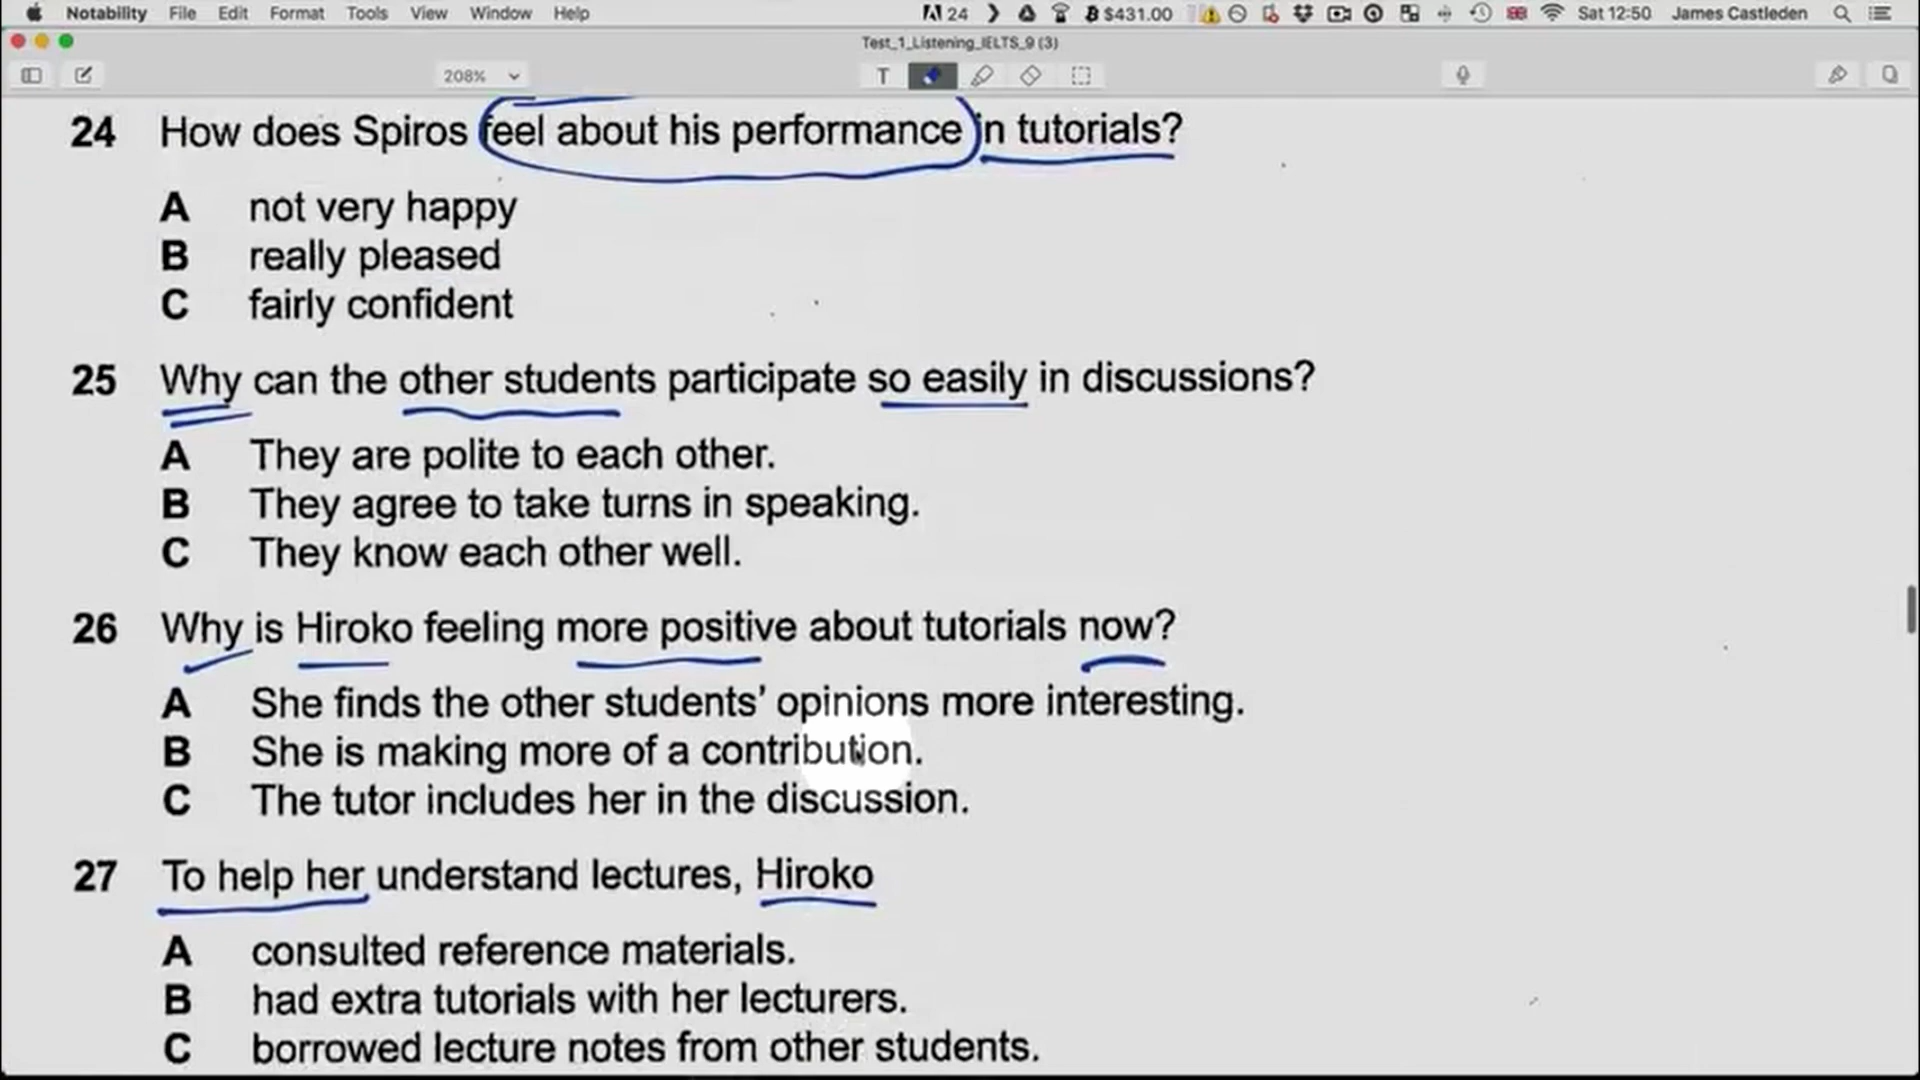 Notability File Edit Format Tools View Window Help 24 $431.00 Sat 12:50 James Castleden
Test_1_Listening_IELTS_9 (3)
208% T
24 How does Spiros feel about his performance in tutorials?
A not very happy
B really pleased
C fairly confident
25 Why can the other students participate so easily in discussions?
A They are polite to each other.
B They agree to take turns in speaking.
C They know each other well.
26 Why is Hiroko feeling more positive about tutorials now?
A She finds the other students' opinions more interesting.
B She is making more of a contribution.
C The tutor includes her in the discussion.
27 To help her understand lectures, Hiroko
A consulted reference materials.
B had extra tutorials with her lecturers.
C borrowed lecture notes from other students.